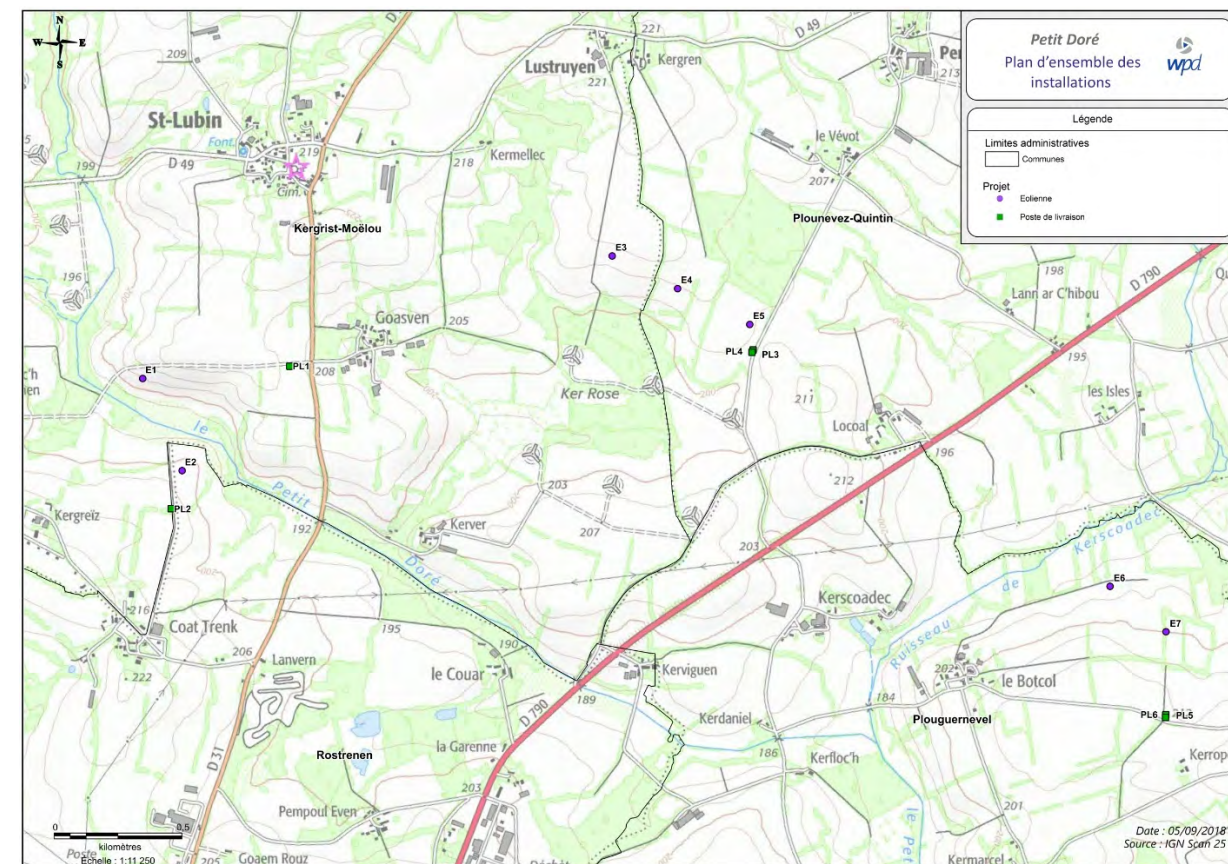 N
W E
S
Petit Doré
Plan d'ensemble des
installations
wpd
Légende
Limites administratives
Communes
Projet
Eolienne
Poste de livraison
D 49
221
Kergren
Lustruyen
221
209
213
St-Lubin
Font.
219
D 49
199
Cim.
218
Kermellec
le Vévot
207
Plounevez-Quintin
Kergrist-Moëlou
196
E3
E4
E5
PL4 PL3
198
Lann ar C'hibou
D 790
195
Goasven
205
PL1
208
E1
Ker Rose
211
les Isles
Locoal
196
le
Petit
Doré
E2
PL2
Kergreiz
192
203
Kerver
207
212
203
Kerscoadec
Ruisseau
de
Kerscoadec
E6
E7
216
Coat Trenk
222
206
Lanvern
195
190
le Couar
189
Kerviguen
D 790
184
202
le Botcol
Plouguernevel
PL6 PL5
Kerdaniel
186
Kerfloc'h
la Garenne
Rostrenen
203
D 31
Pempoul Even
201
Kermarcel
205
Goaem Rouz
0 0,5
kilomètres
Echelle : 1:11 250
Poste
Date : 05/09/2018
Source : IGN Scan 25